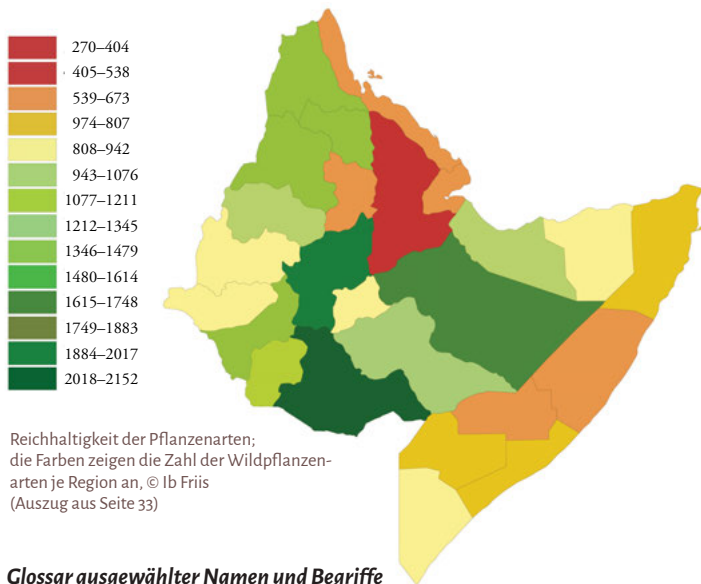 270–404
405–538
539–673
974–807
808–942
943–1076
1077–1211
1212–1345
1346–1479
1480–1614
1615–1748
1749–1883
1884–2017
2018–2152
Reichhaltigkeit der Pflanzenarten;
die Farben zeigen die Zahl der Wildpflanzen-
arten je Region an, © Ib Friis
(Auszug aus Seite 33)
Glossar ausgewählter Namen und Begriffe